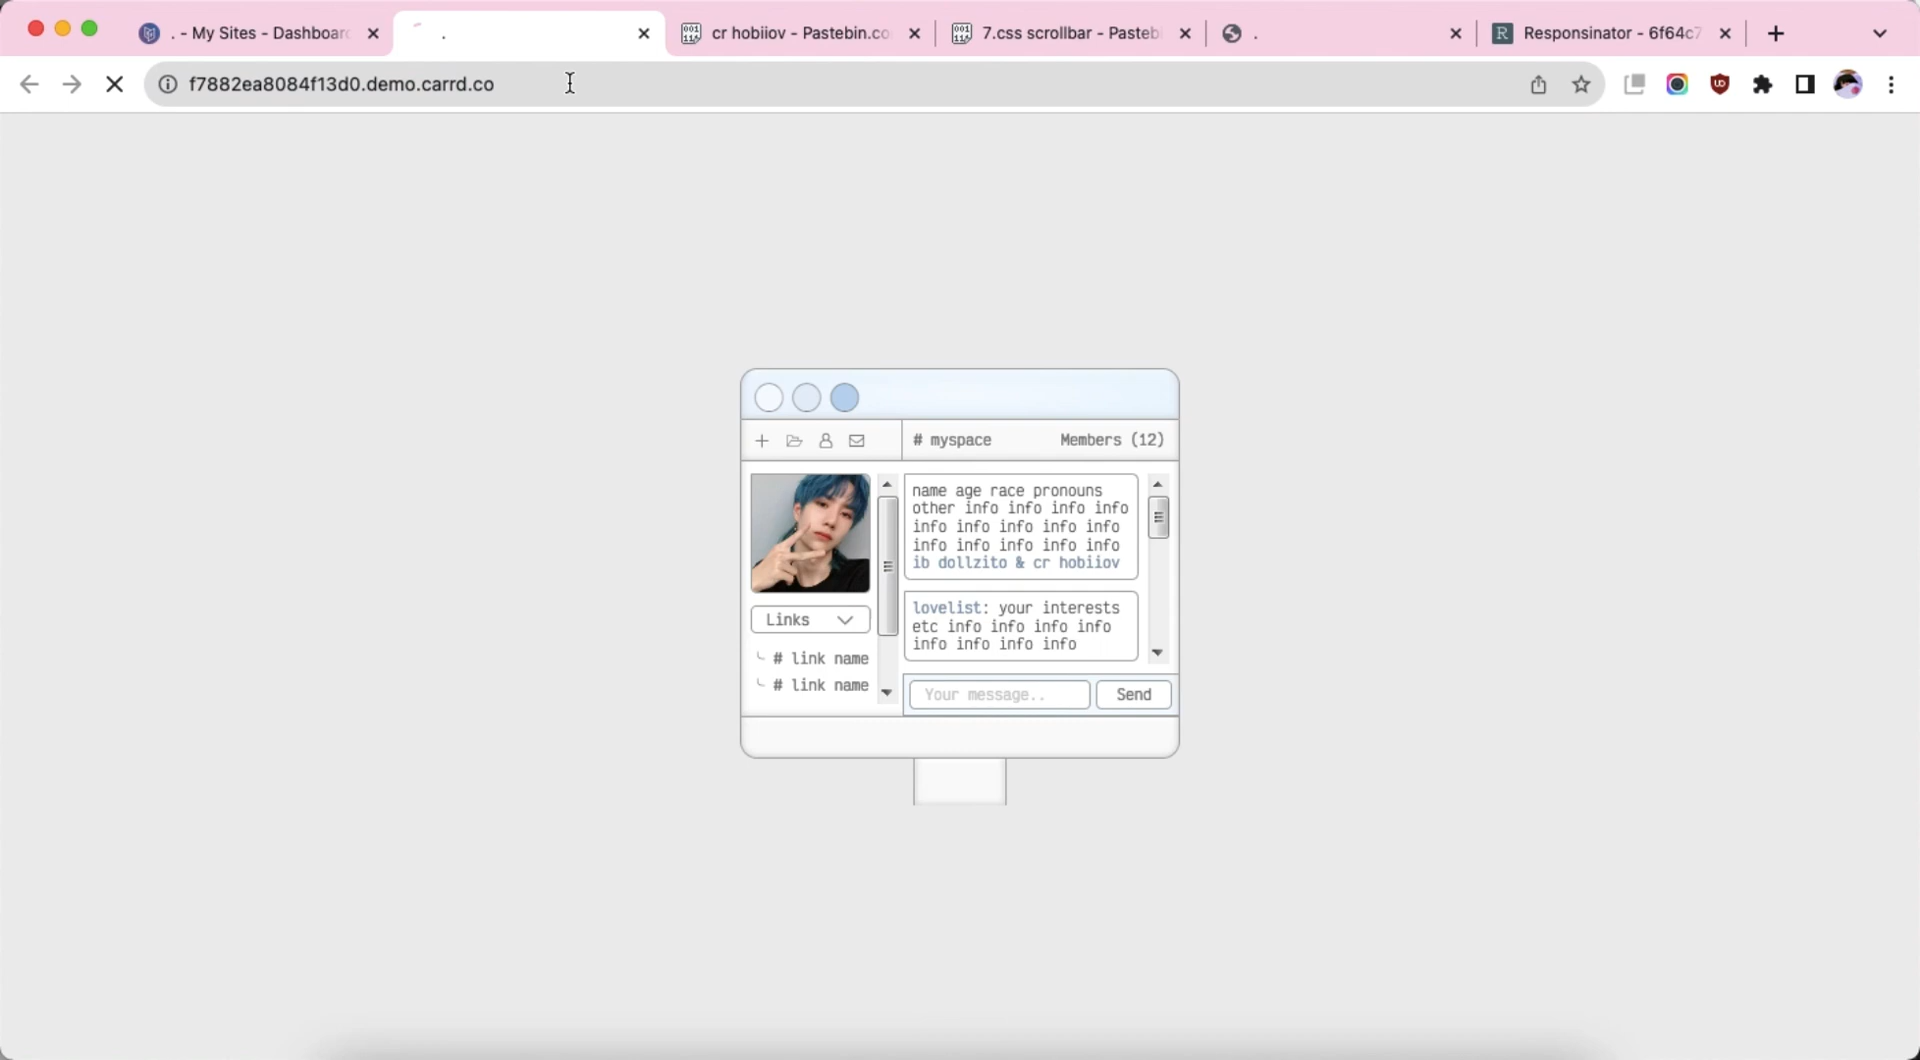 . - My Sites - Dashboard
.
cr hobiiov - Pastebin.co
7.css scrollbar - Pasteb
.
Responsinator - 6f64c7
f7882ea8084f13d0.demo.carrd.co
# myspace
Members (12)
name age race pronouns
other info info info info
info info info info info
info info info info info
ib dollzito & cr hobiiov
Links
# link name
# link name
lovelist: your interests
etc info info info info
info info info info
Your message..
Send